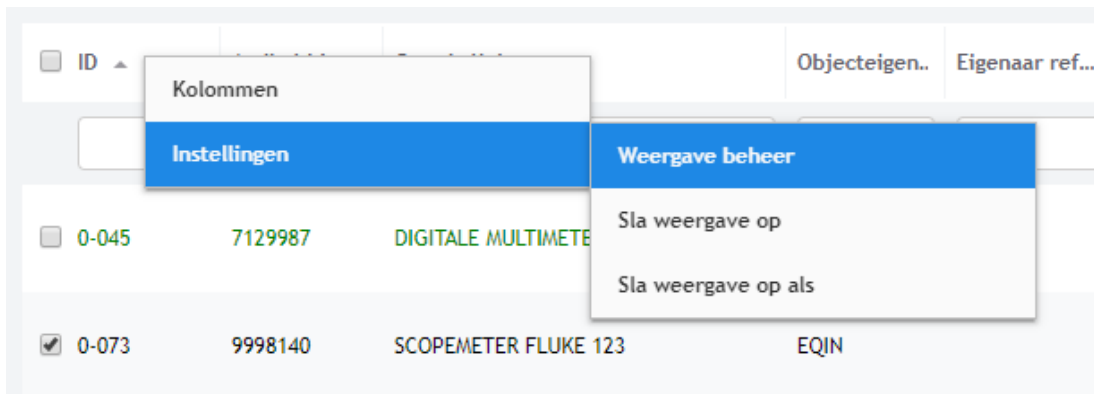 ID Objecteigen.. Eigenaar ref...
Kolommen
Instellingen
Weergave beheer
Sla weergave op
Sla weergave op als
0-045 7129987 DIGITALE MULTIMETE
0-073 9998140 SCOPEMETER FLUKE 123 EQIN